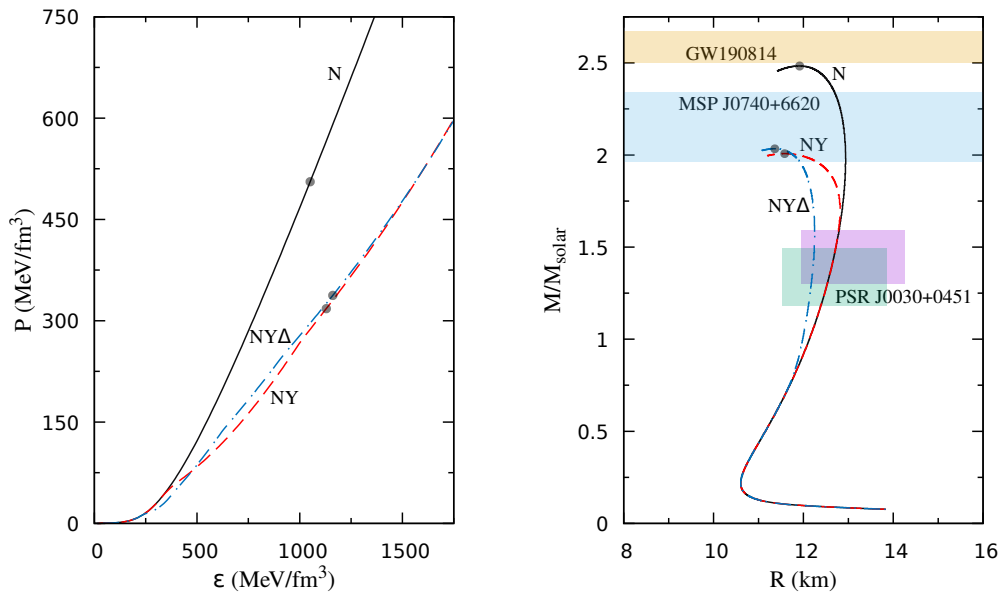 P (MeV/fm³)
750
600
450
300
150
0
N
NYΔ
NY
0 500 1000 1500
ε (MeV/fm³)
M/M_solar
3
2.5
2
1.5
1
0.5
0
GW190814
N
MSP J0740+6620
NY
NYΔ
PSR J0030+0451
8 10 12 14 16
R (km)